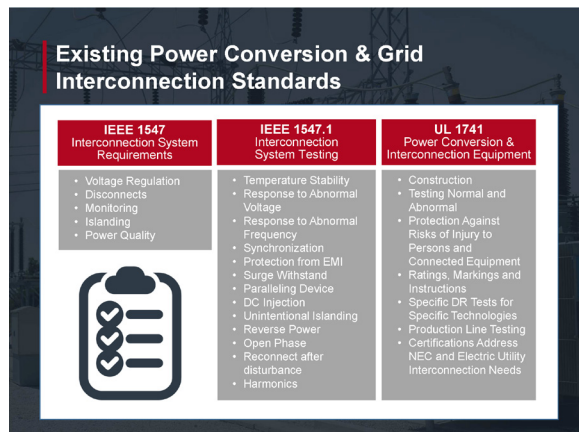 Existing Power Conversion & Grid
Interconnection Standards
IEEE 1547
Interconnection System
Requirements
• Voltage Regulation
• Disconnects
• Monitoring
• Islanding
• Power Quality
IEEE 1547.1
Interconnection
System Testing
• Temperature Stability
• Response to Abnormal
Voltage
• Response to Abnormal
Frequency
• Synchronization
• Protection from EMI
• Surge Withstand
• Paralleling Device
• DC Injection
• Unintentional Islanding
• Reverse Power
• Open Phase
• Reconnect after
disturbance
• Harmonics
UL 1741
Power Conversion &
Interconnection Equipment
• Construction
• Testing Normal and
Abnormal
• Protection Against
Risks of Injury to
Persons and
Connected Equipment
• Ratings, Markings and
Instructions
• Specific DR Tests for
Specific Technologies
• Production Line Testing
• Certifications Address
NEC and Electric Utility
Interconnection Needs